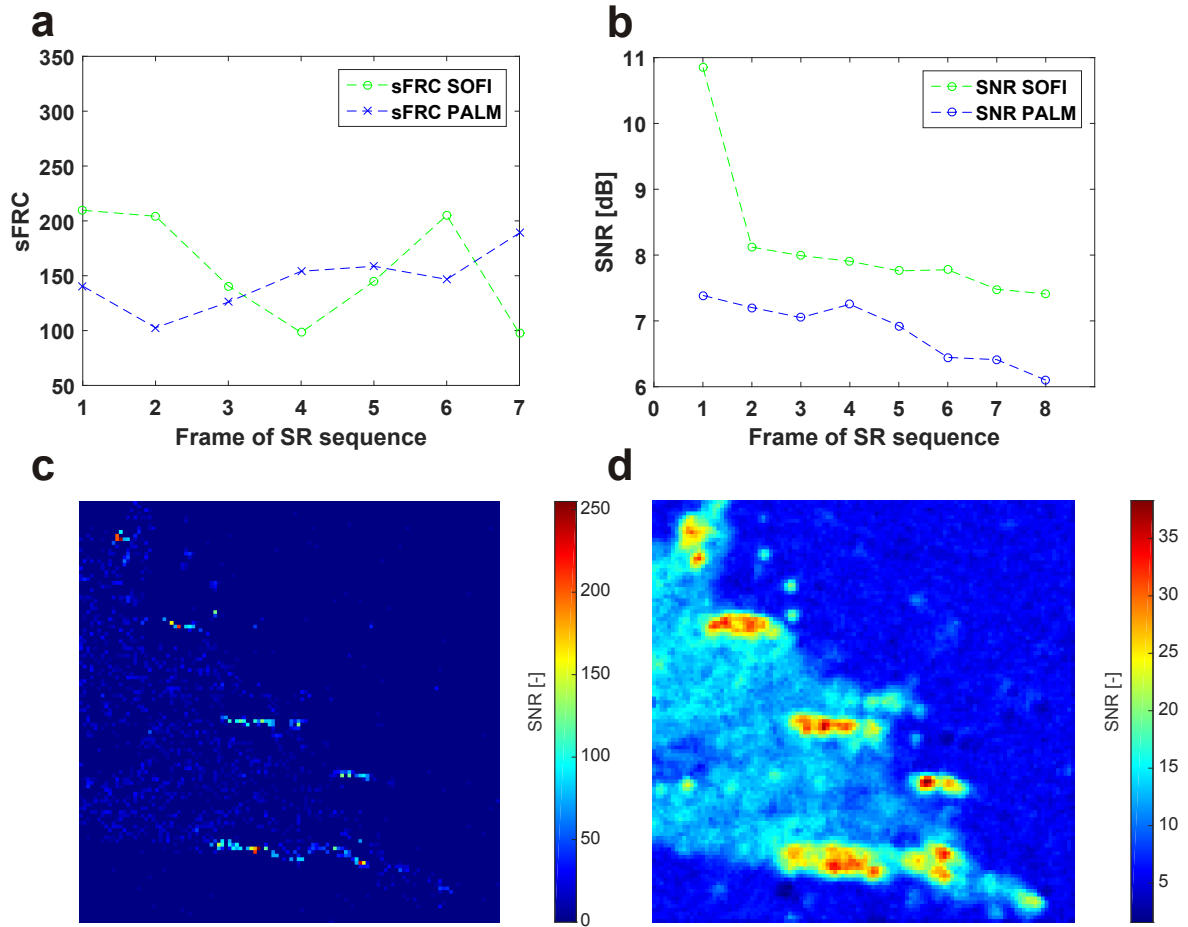 a
350
300
250
200
150
100
50
sFRC
sFRC SOFI
sFRC PALM
1 2 3 4 5 6 7
Frame of SR sequence
b
11
10
9
8
7
6
SNR [dB]
SNR SOFI
SNR PALM
0 1 2 3 4 5 6 7 8
Frame of SR sequence
c
250
200
150
100
50
0
SNR [-]
d
35
30
25
20
15
10
5
SNR [-]